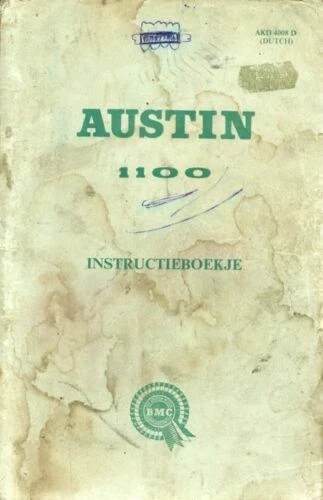 AKD 4008 D
(DUTCH)
AUSTIN
1100
INSTRUCTIEBOEKJE
BMC